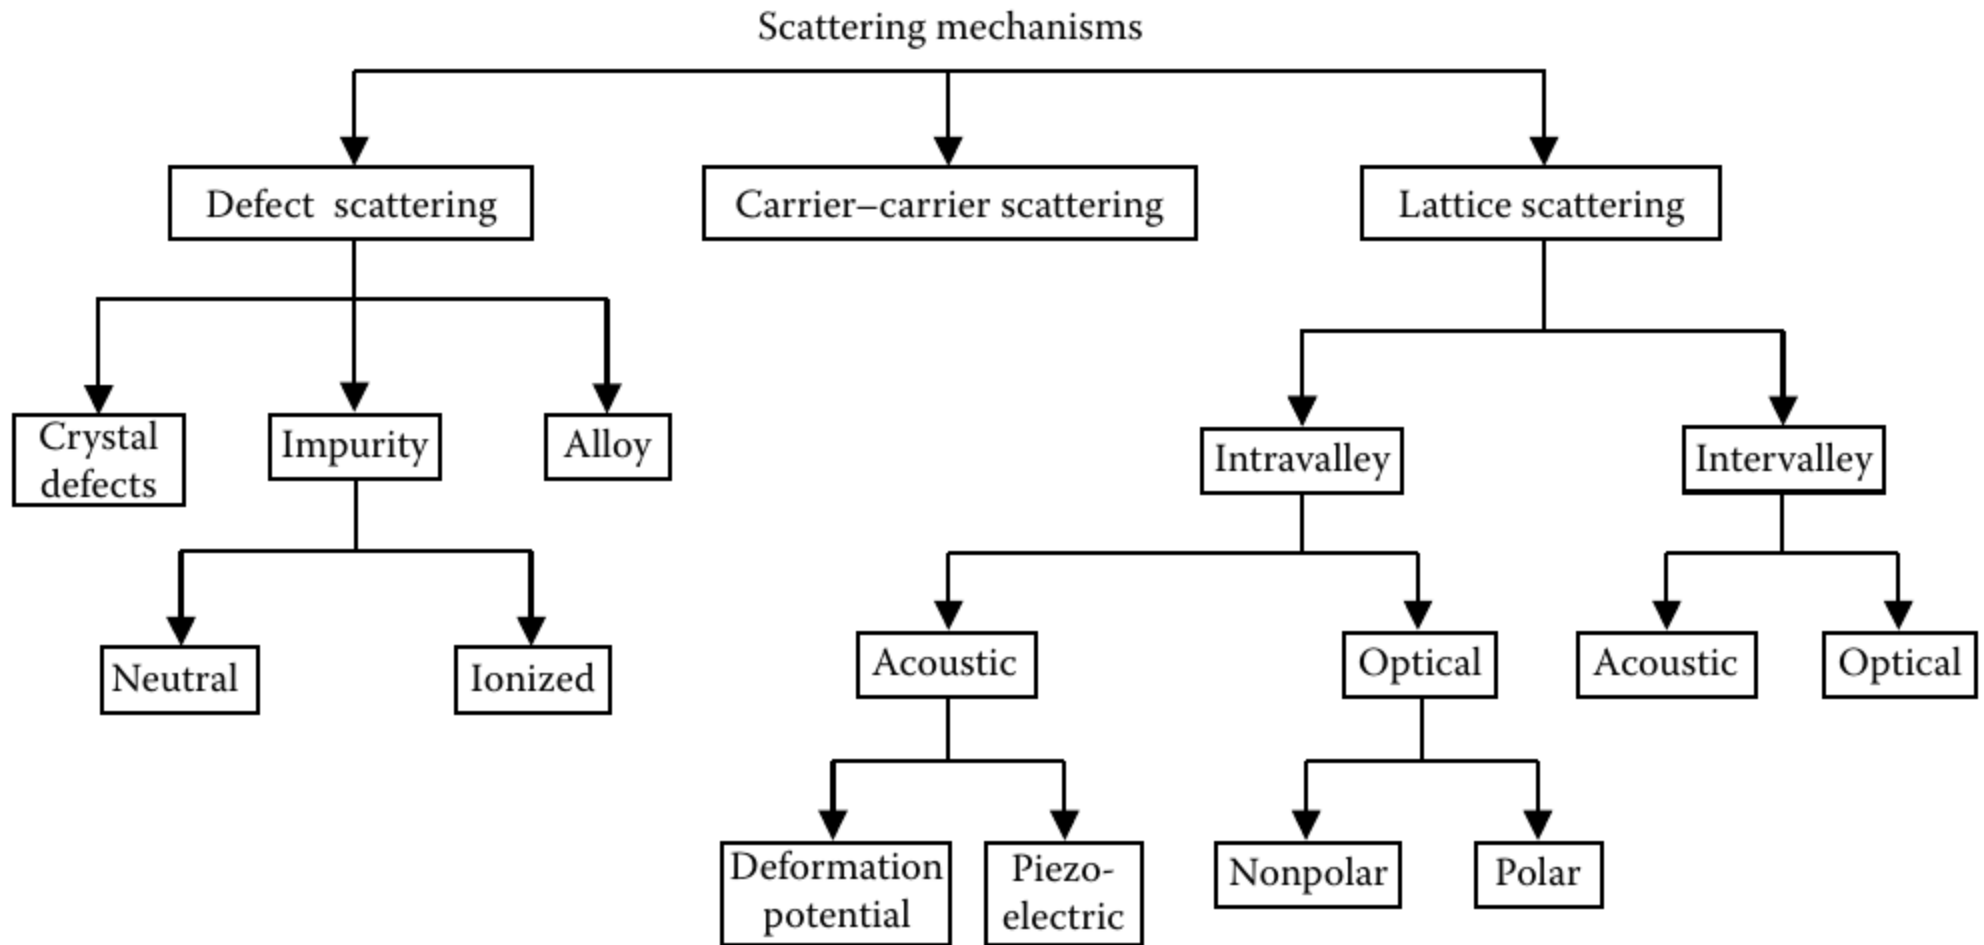 Scattering mechanisms
Defect scattering
Carrier–carrier scattering
Lattice scattering
Crystal
defects
Impurity
Alloy
Intravalley
Intervalley
Neutral
Ionized
Acoustic
Optical
Acoustic
Optical
Deformation
potential
Piezo-
electric
Nonpolar
Polar